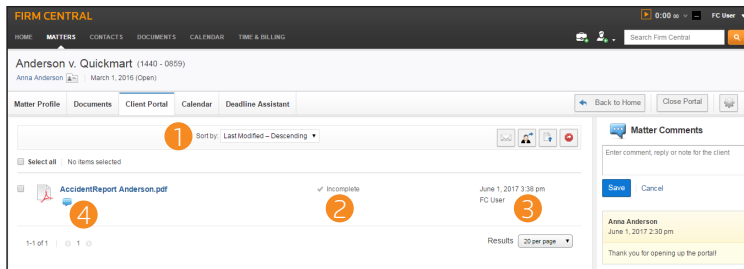 FIRM CENTRAL
0:00
FC User
HOME MATTERS CONTACTS DOCUMENTS CALENDAR TIME & BILLING
Search Firm Central
Anderson v. Quickmart (1440 - 0859)
Anna Anderson March 1, 2016 (Open)
Matter Profile Documents Client Portal Calendar Deadline Assistant
Back to Home Close Portal
1 Sort by: Last Modified – Descending
Select all No items selected
AccidentReport Anderson.pdf
Incomplete
June 1, 2017 3:38 pm
FC User
4
2
3
1-1 of 1 1
Results 20 per page
Matter Comments
Enter comment, reply or note for the client
Save Cancel
Anna Anderson
June 1, 2017 2:30 pm
Thank you for opening up the portal!